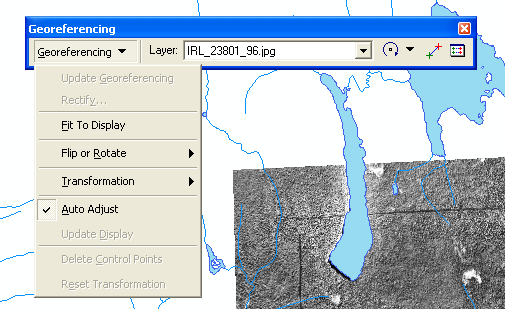 Georeferencing
Georeferencing Layer: IRL_23801_96.jpg
Update Georeferencing
Rectify...
Fit To Display
Flip or Rotate
Transformation
Auto Adjust
Update Display
Delete Control Points
Reset Transformation